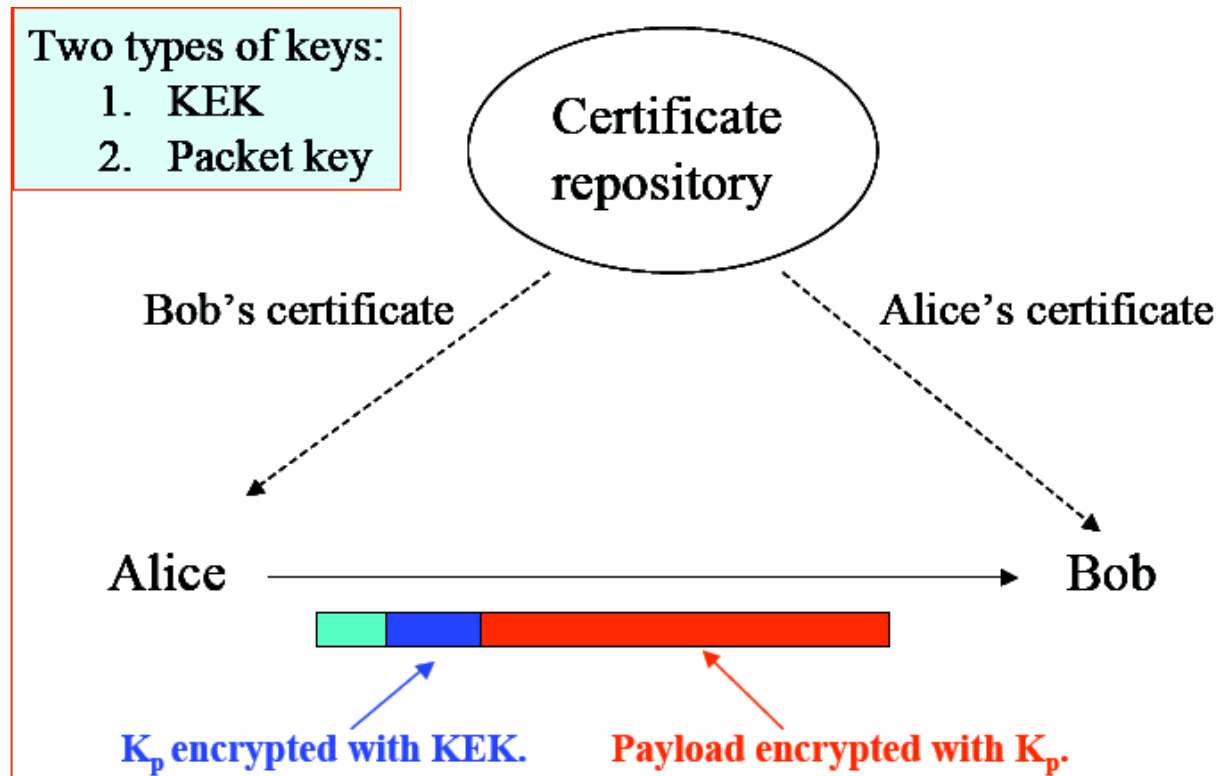 Two types of keys:
1. KEK
2. Packet key
Certificate
repository
Bob's certificate
Alice's certificate
Alice
Bob
Kp encrypted with KEK.
Payload encrypted with Kp.